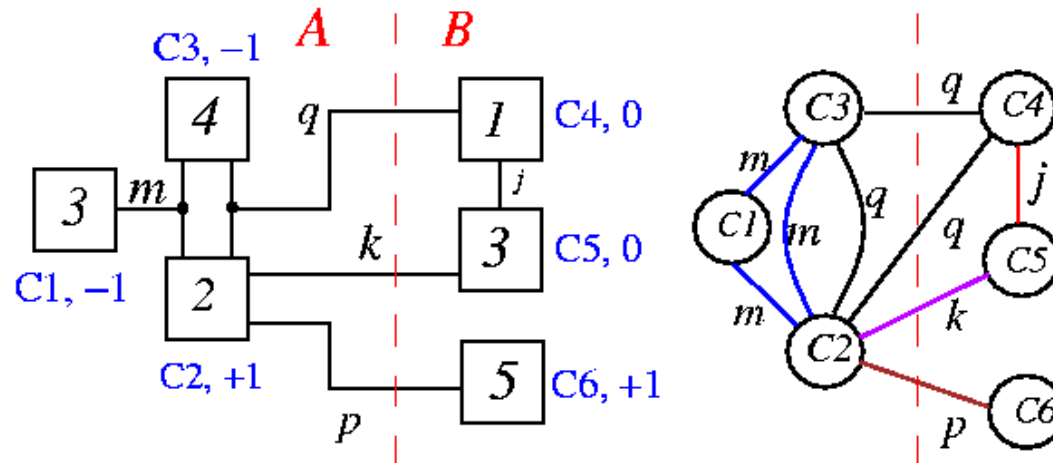 A B
C3, −1
4
q
1
C4, 0
3
m
j
C1, −1
2
k
3
C5, 0
C2, +1
p
5
C6, +1
C3
q
C4
m
C1
m
q
q
j
C5
m
C2
k
p
C6